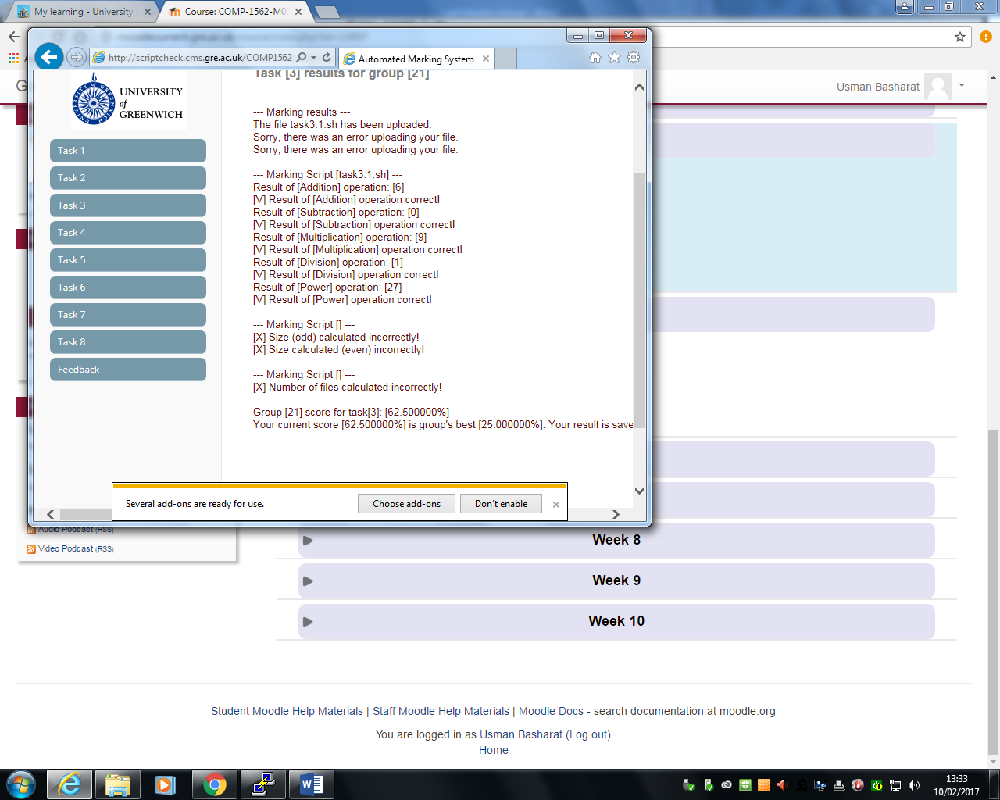 My learning - University
Course: COMP-1562-M0
http://scriptcheck.cms.gre.ac.uk/COMP1562
Automated Marking System
Usman Basharat
UNIVERSITY
of
GREENWICH
Task 1
Task 2
Task 3
Task 4
Task 5
Task 6
Task 7
Task 8
Feedback
Task [3] results for group [21]
--- Marking results ---
The file task3.1.sh has been uploaded.
Sorry, there was an error uploading your file.
Sorry, there was an error uploading your file.
--- Marking Script [task3.1.sh] ---
Result of [Addition] operation: [6]
[V] Result of [Addition] operation correct!
Result of [Subtraction] operation: [0]
[V] Result of [Subtraction] operation correct!
Result of [Multiplication] operation: [9]
[V] Result of [Multiplication] operation correct!
Result of [Division] operation: [1]
[V] Result of [Division] operation correct!
Result of [Power] operation: [27]
[V] Result of [Power] operation correct!
--- Marking Script [] ---
[X] Size (odd) calculated incorrectly!
[X] Size calculated (even) incorrectly!
--- Marking Script [] ---
[X] Number of files calculated incorrectly!
Group [21] score for task[3]: [62.500000%]
Your current score [62.500000%] is group's best [25.000000%]. Your result is save
Several add-ons are ready for use.
Choose add-ons
Don't enable
Audio Podcast (RSS)
Video Podcast (RSS)
Week 8
Week 9
Week 10
Student Moodle Help Materials | Staff Moodle Help Materials | Moodle Docs - search documentation at moodle.org
You are logged in as Usman Basharat (Log out)
Home
13:33
10/02/2017